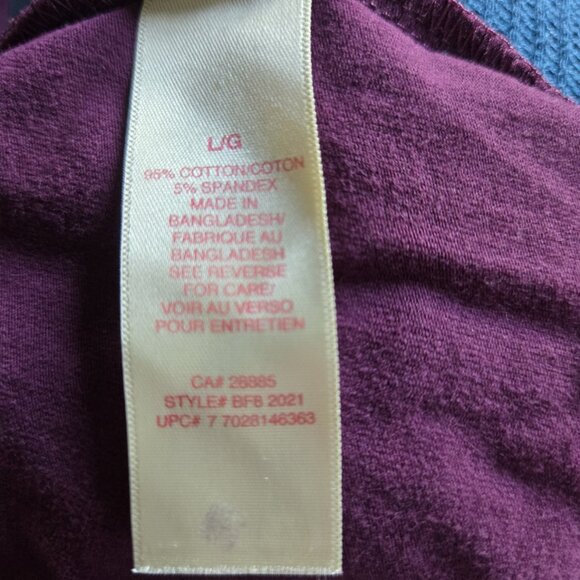 L/G
95% COTTON/COTON
5% SPANDEX
MADE IN
BANGLADESH/
FABRIQUE AU
BANGLADESH
SEE REVERSE
FOR CARE/
VOIR AU VERSO
POUR ENTRETIEN
CA# 28885
STYLE# BF8 2021
UPC# 7 7028146363